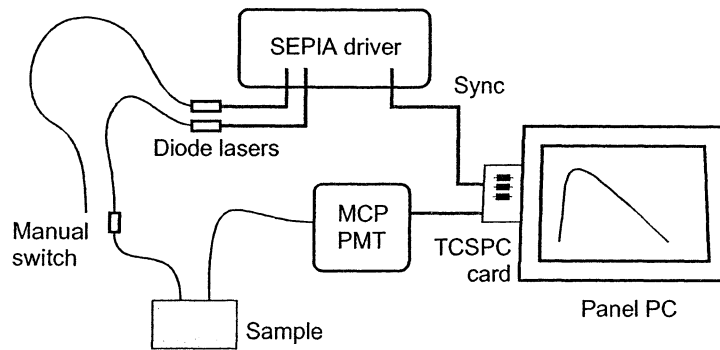 SEPIA driver
Sync
Diode lasers
Manual
switch
MCP
PMT
TCSPC
card
Panel PC
Sample